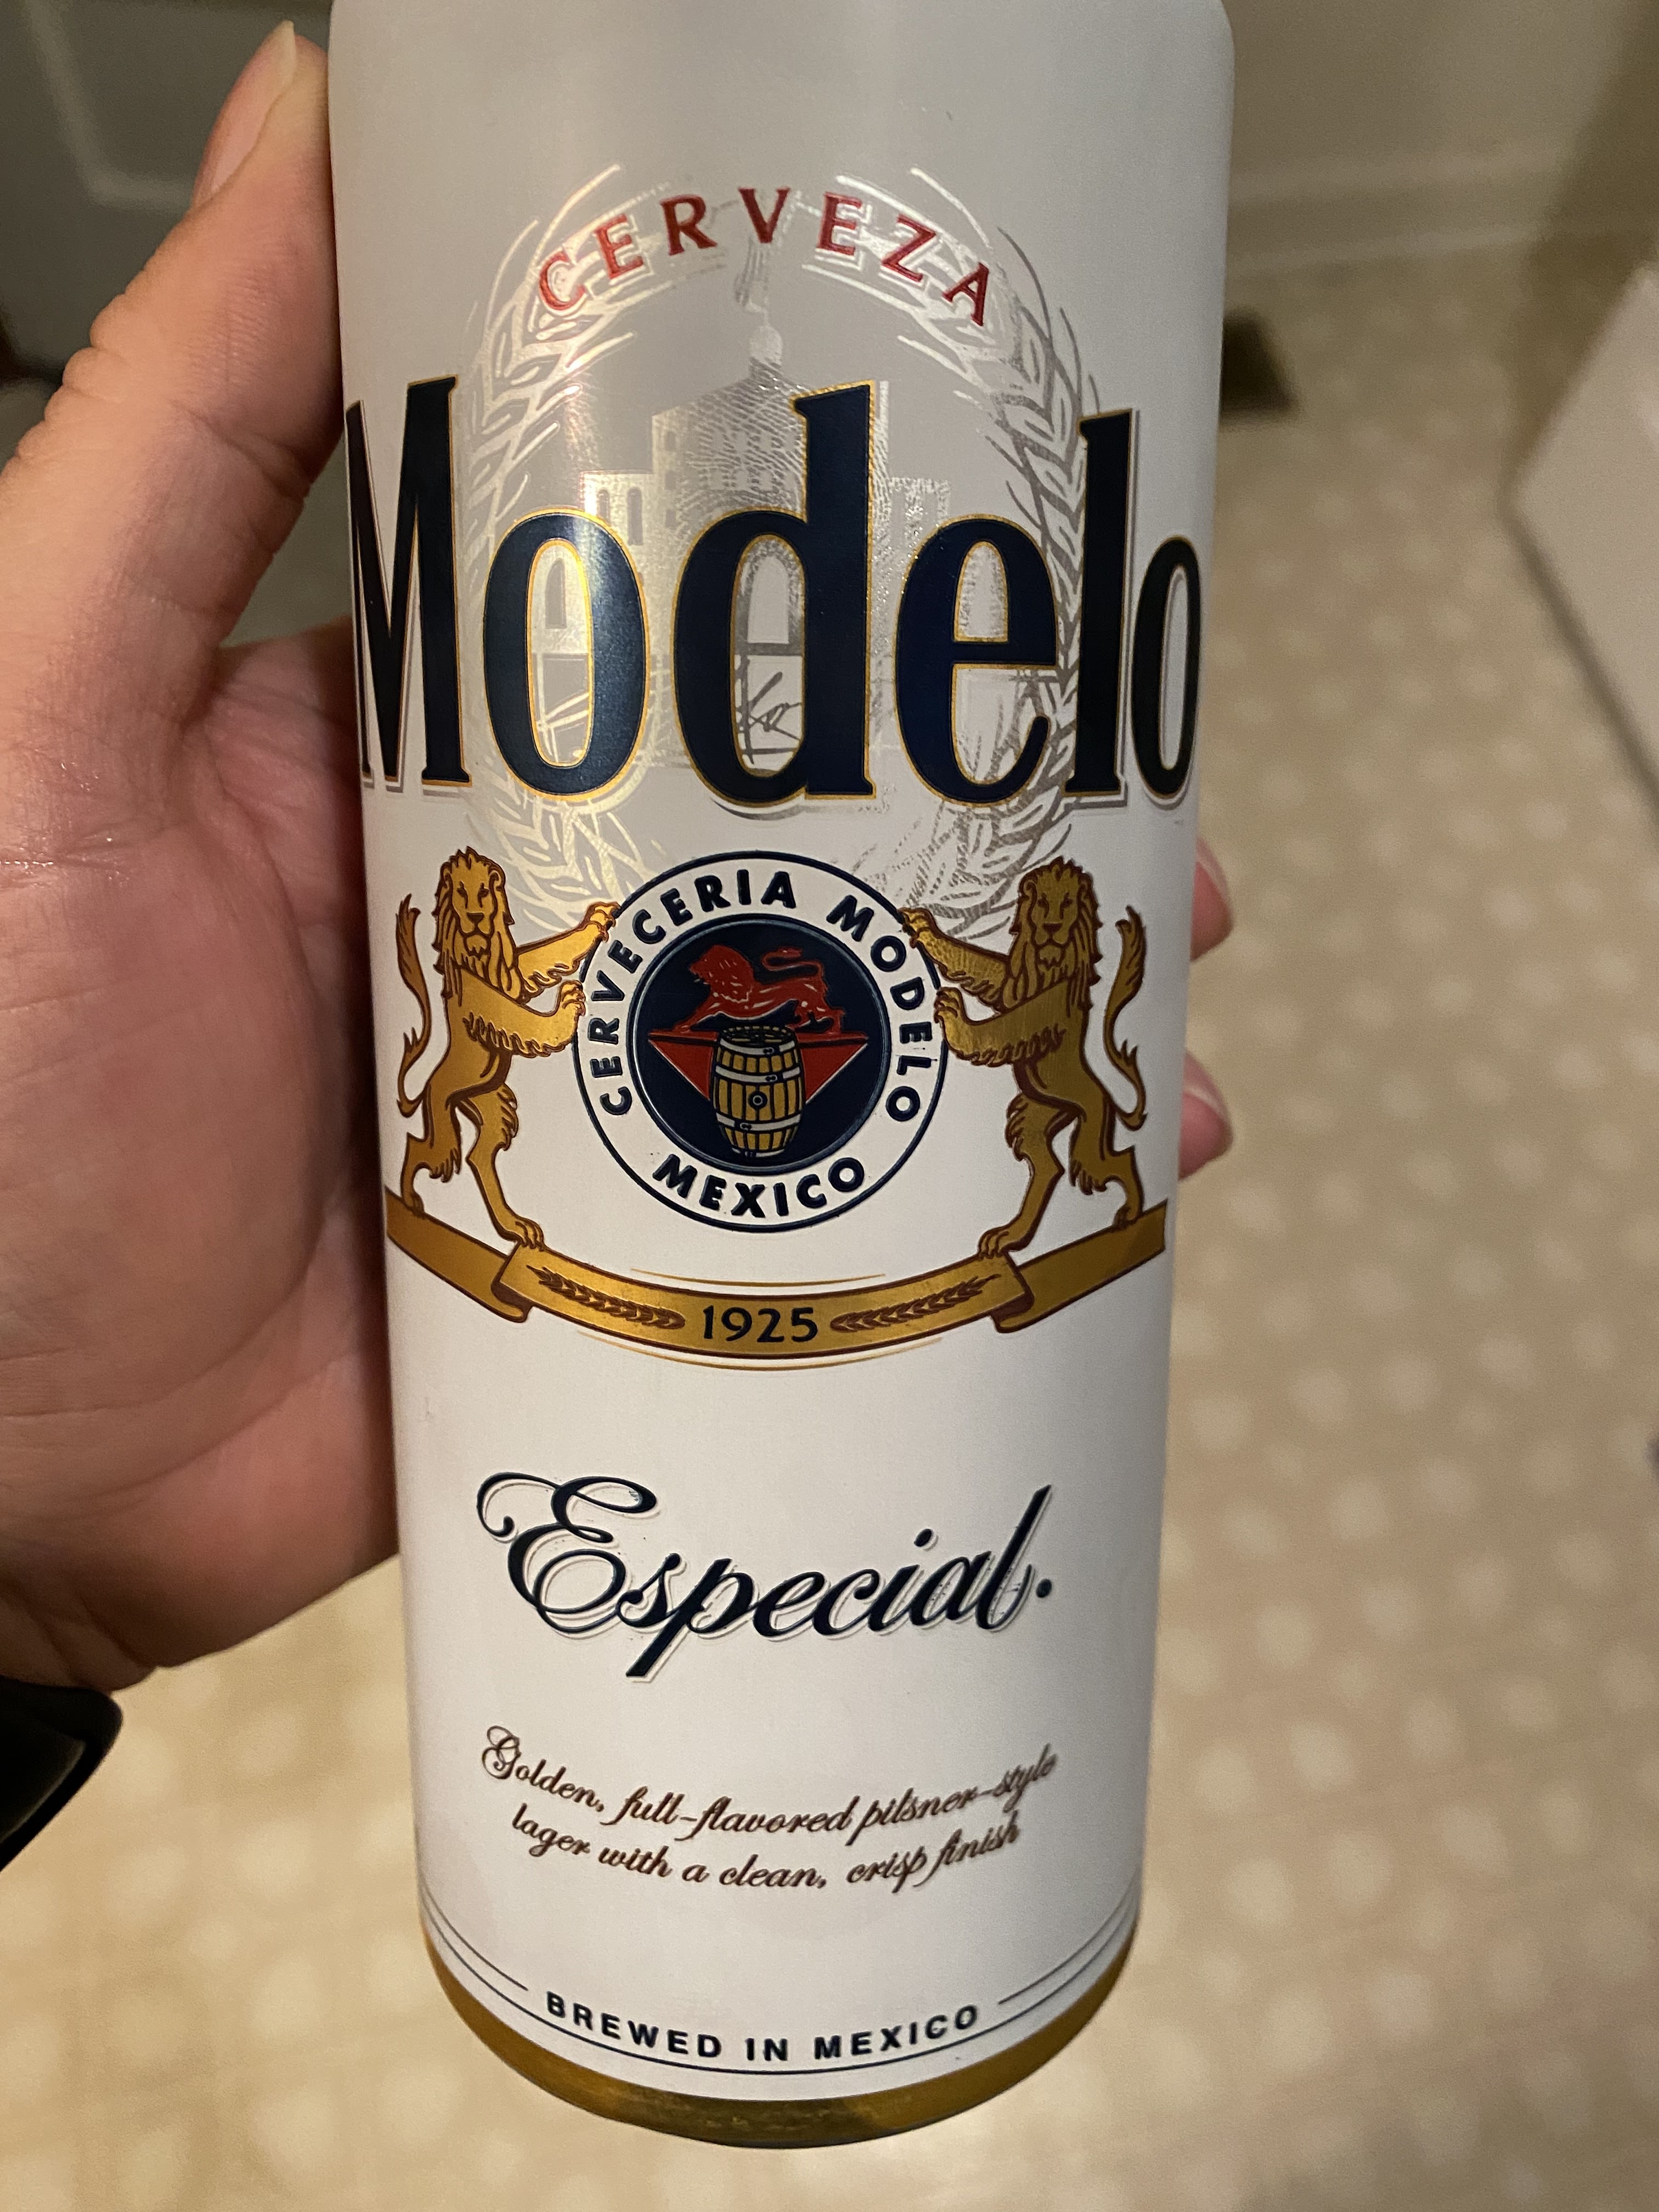 CERVEZA
Modelo
CERVECERIA MODELO
MEXICO
1925
Especial.
Golden, full-flavored pilsner-style
lager with a clean, crisp finish
BREWED IN MEXICO